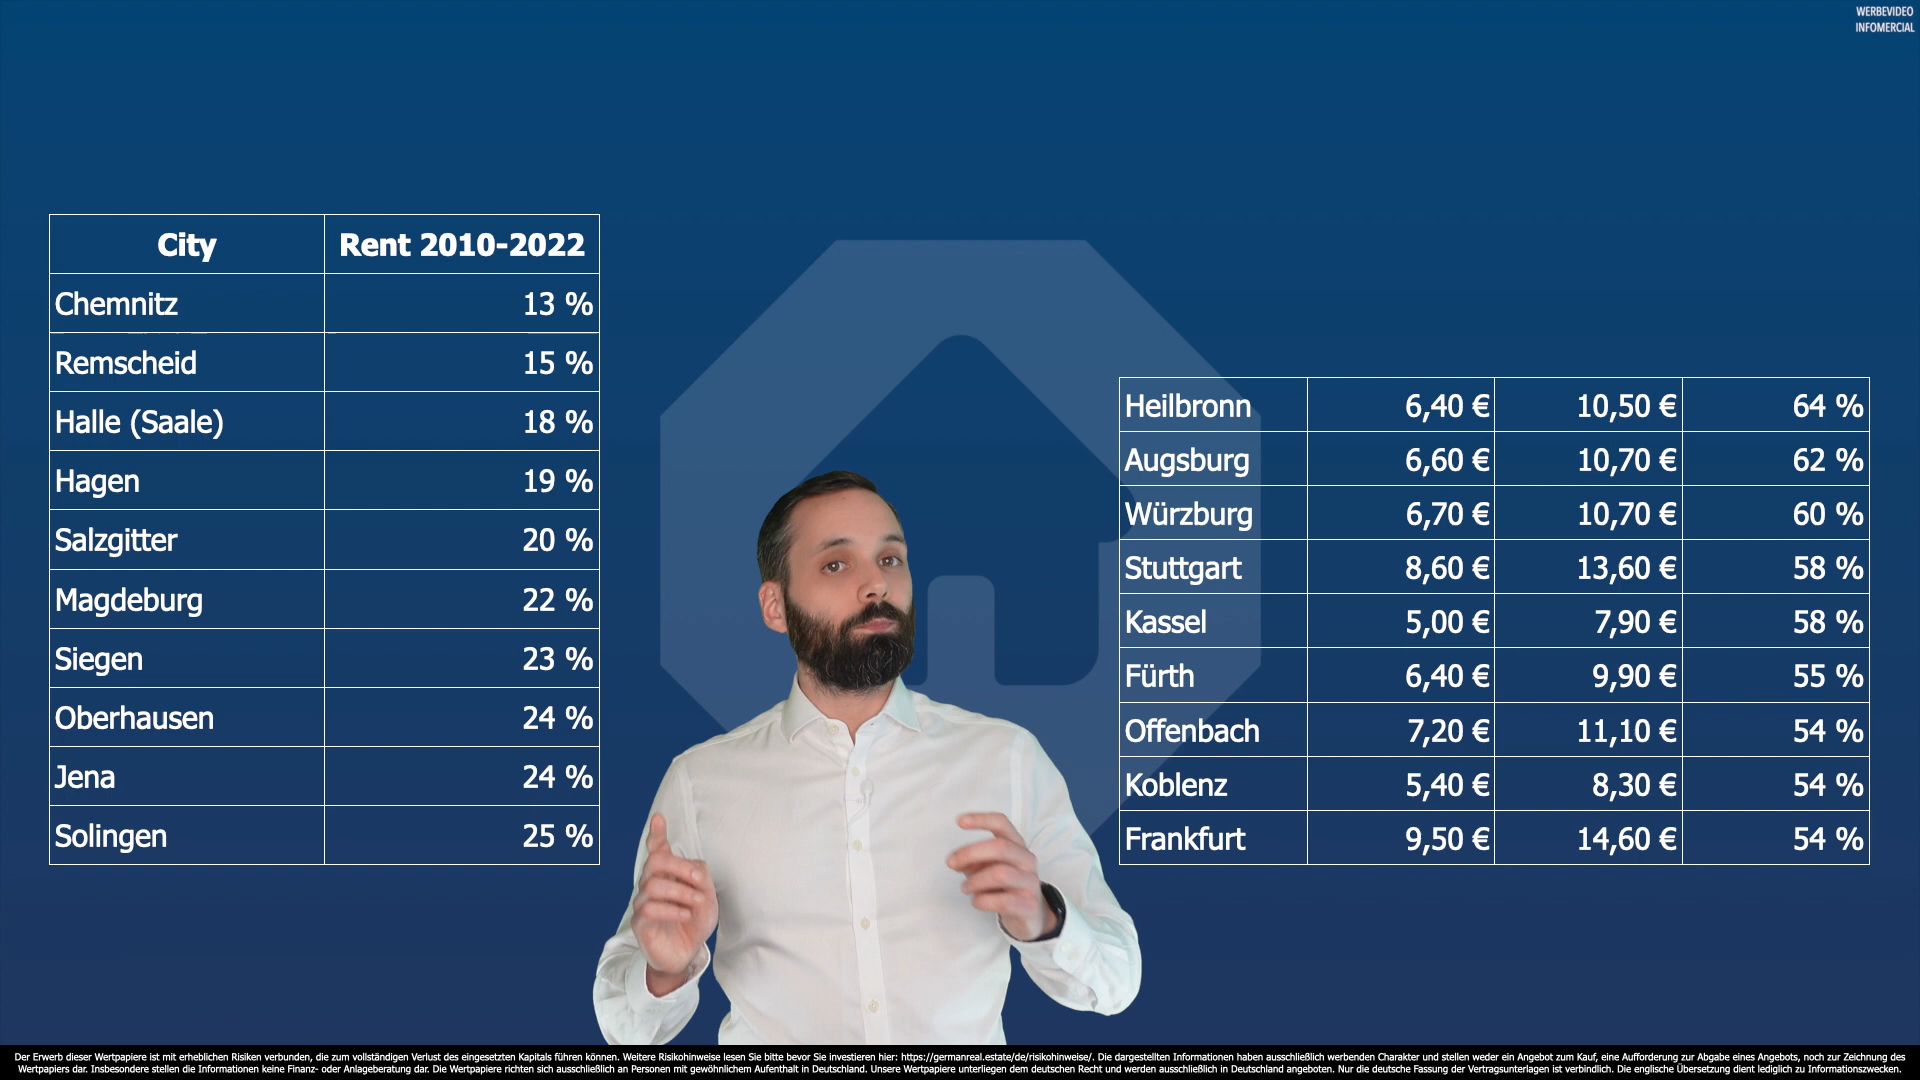 WERBEVIDEO
INFOMERCIAL
City Rent 2010-2022
Chemnitz 13 %
Remscheid 15 %
Halle (Saale) 18 %
Hagen 19 %
Salzgitter 20 %
Magdeburg 22 %
Siegen 23 %
Oberhausen 24 %
Jena 24 %
Solingen 25 %
Heilbronn 6,40 € 10,50 € 64 %
Augsburg 6,60 € 10,70 € 62 %
Würzburg 6,70 € 10,70 € 60 %
Stuttgart 8,60 € 13,60 € 58 %
Kassel 5,00 € 7,90 € 58 %
Fürth 6,40 € 9,90 € 55 %
Offenbach 7,20 € 11,10 € 54 %
Koblenz 5,40 € 8,30 € 54 %
Frankfurt 9,50 € 14,60 € 54 %
Der Erwerb dieser Wertpapiere ist mit erheblichen Risiken verbunden, die zum vollständigen Verlust des eingesetzten Kapitals führen können. Weitere Risikohinweise lesen Sie bitte bevor Sie investieren hier: https://germanreal.estate/de/risikohinweise/. Die dargestellten Informationen haben ausschließlich werbenden Charakter und stellen weder ein Angebot zum Kauf, eine Aufforderung zur Abgabe eines Angebots, noch zur Zeichnung des
Wertpapiers dar. Insbesondere stellen die Informationen keine Finanz- oder Anlageberatung dar. Die Wertpapiere richten sich ausschließlich an Personen mit gewöhnlichem Aufenthalt in Deutschland. Unsere Wertpapiere unterliegen dem deutschen Recht und werden ausschließlich in Deutschland angeboten. Nur die deutsche Fassung der Vertragsunterlagen ist verbindlich. Die englische Übersetzung dient lediglich zu Informationszwecken.